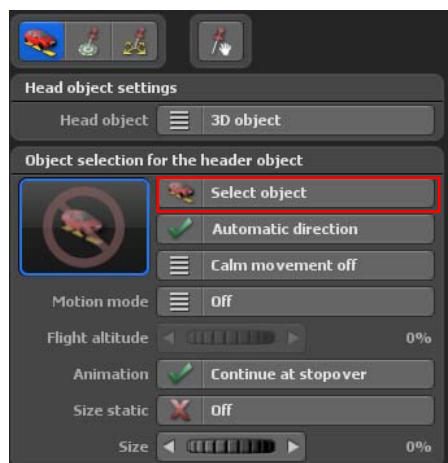 Head object settings
Head object 3D object
Object selection for the header object
Select object
Automatic direction
Calm movement off
Motion mode Off
Flight altitude 0%
Animation Continue at stopover
Size static Off
Size 0%